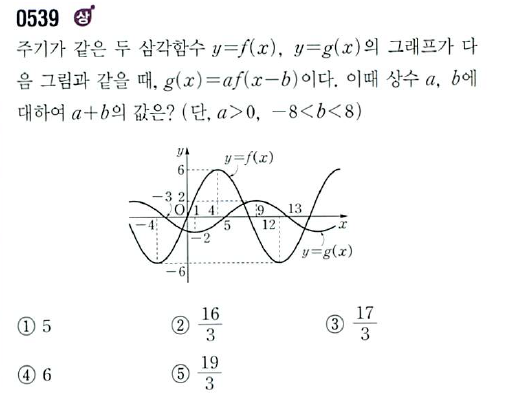 0539 상
주기가 같은 두 삼각함수 y=f(x), y=g(x)의 그래프가 다
음 그림과 같을 때, g(x)=af(x-b)이다. 이때 상수 a, b에
대하여 a+b의 값은? (단, a>0, -8<b<8)
y
y=f(x)
6
-3 2
O 1 4 9 13
-4 5 12 x
-2
y=g(x)
-6
① 5 ② 16/3 ③ 17/3
④ 6 ⑤ 19/3